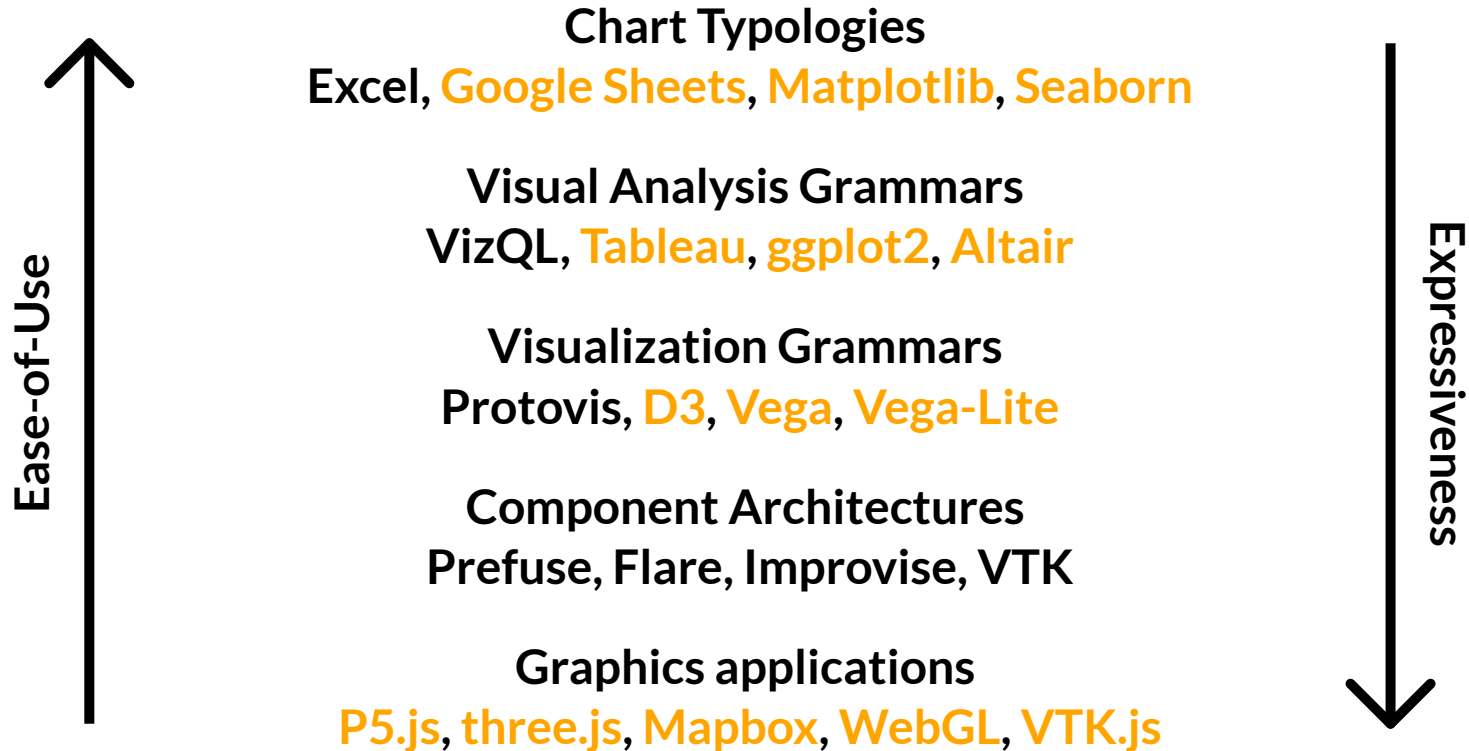 Chart Typologies
Excel, Google Sheets, Matplotlib, Seaborn
Visual Analysis Grammars
VizQL, Tableau, ggplot2, Altair
Visualization Grammars
Protovis, D3, Vega, Vega-Lite
Component Architectures
Prefuse, Flare, Improvise, VTK
Graphics applications
P5.js, three.js, Mapbox, WebGL, VTK.js
Ease-of-Use
Expressiveness